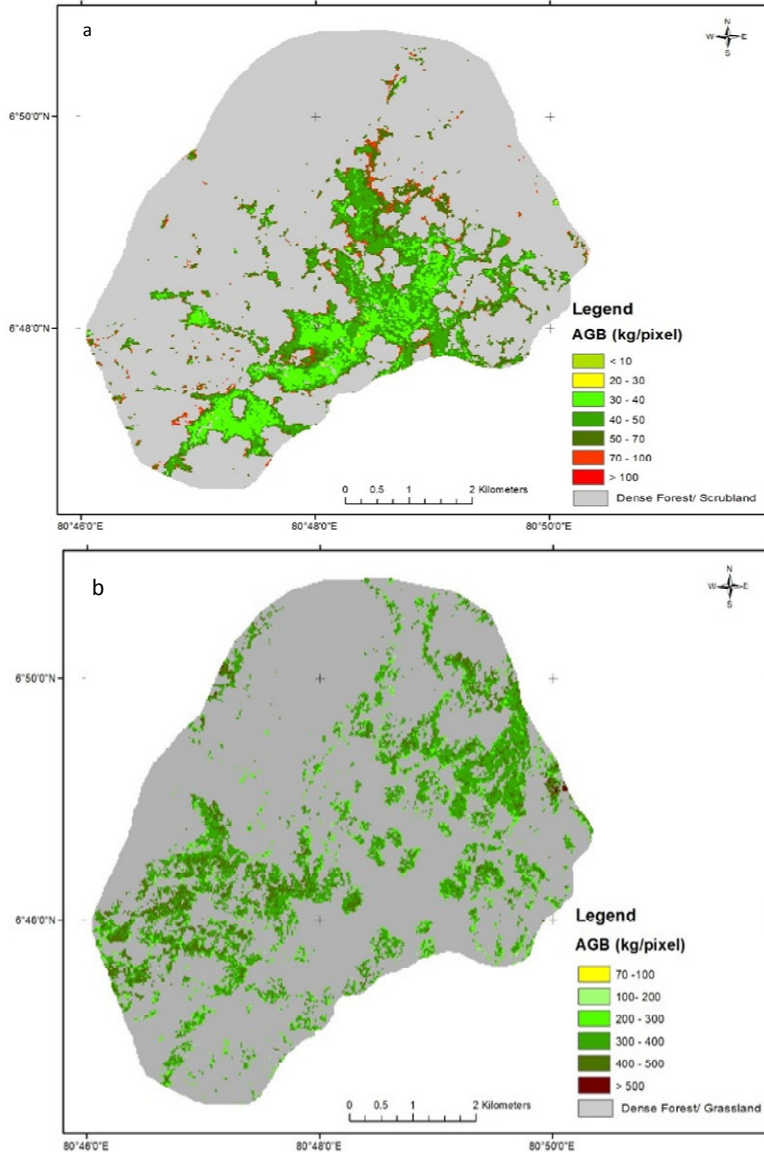 a
N
W E
S
6°50'0"N
6°48'0"N
Legend
AGB (kg/pixel)
< 10
20 - 30
30 - 40
40 - 50
50 - 70
70 - 100
> 100
Dense Forest/ Scrubland
0 0.5 1 2 Kilometers
80°46'0"E 80°48'0"E 80°50'0"E
b
N
W E
S
6°50'0"N
6°48'0"N
Legend
AGB (kg/pixel)
70 -100
100- 200
200 - 300
300 - 400
400 - 500
> 500
Dense Forest/ Grassland
0 0.5 1 2 Kilometers
80°46'0"E 80°48'0"E 80°50'0"E